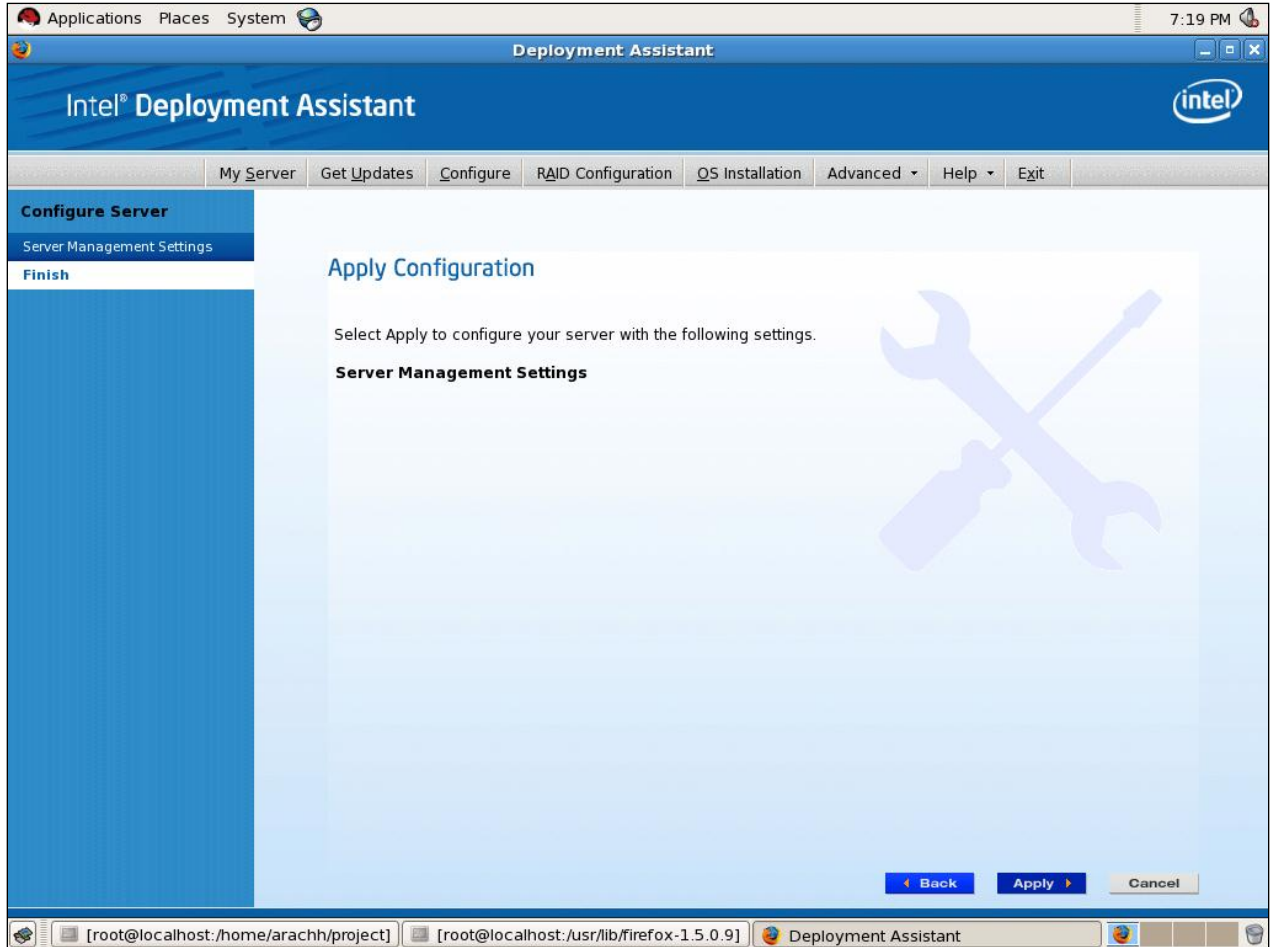 Applications Places System 7:19 PM
Deployment Assistant
Intel® Deployment Assistant
intel
My Server Get Updates Configure RAID Configuration OS Installation Advanced Help Exit
Configure Server
Server Management Settings
Finish
Apply Configuration
Select Apply to configure your server with the following settings.
Server Management Settings
Back Apply Cancel
[root@localhost:/home/arachh/project] [root@localhost:/usr/lib/firefox-1.5.0.9] Deployment Assistant